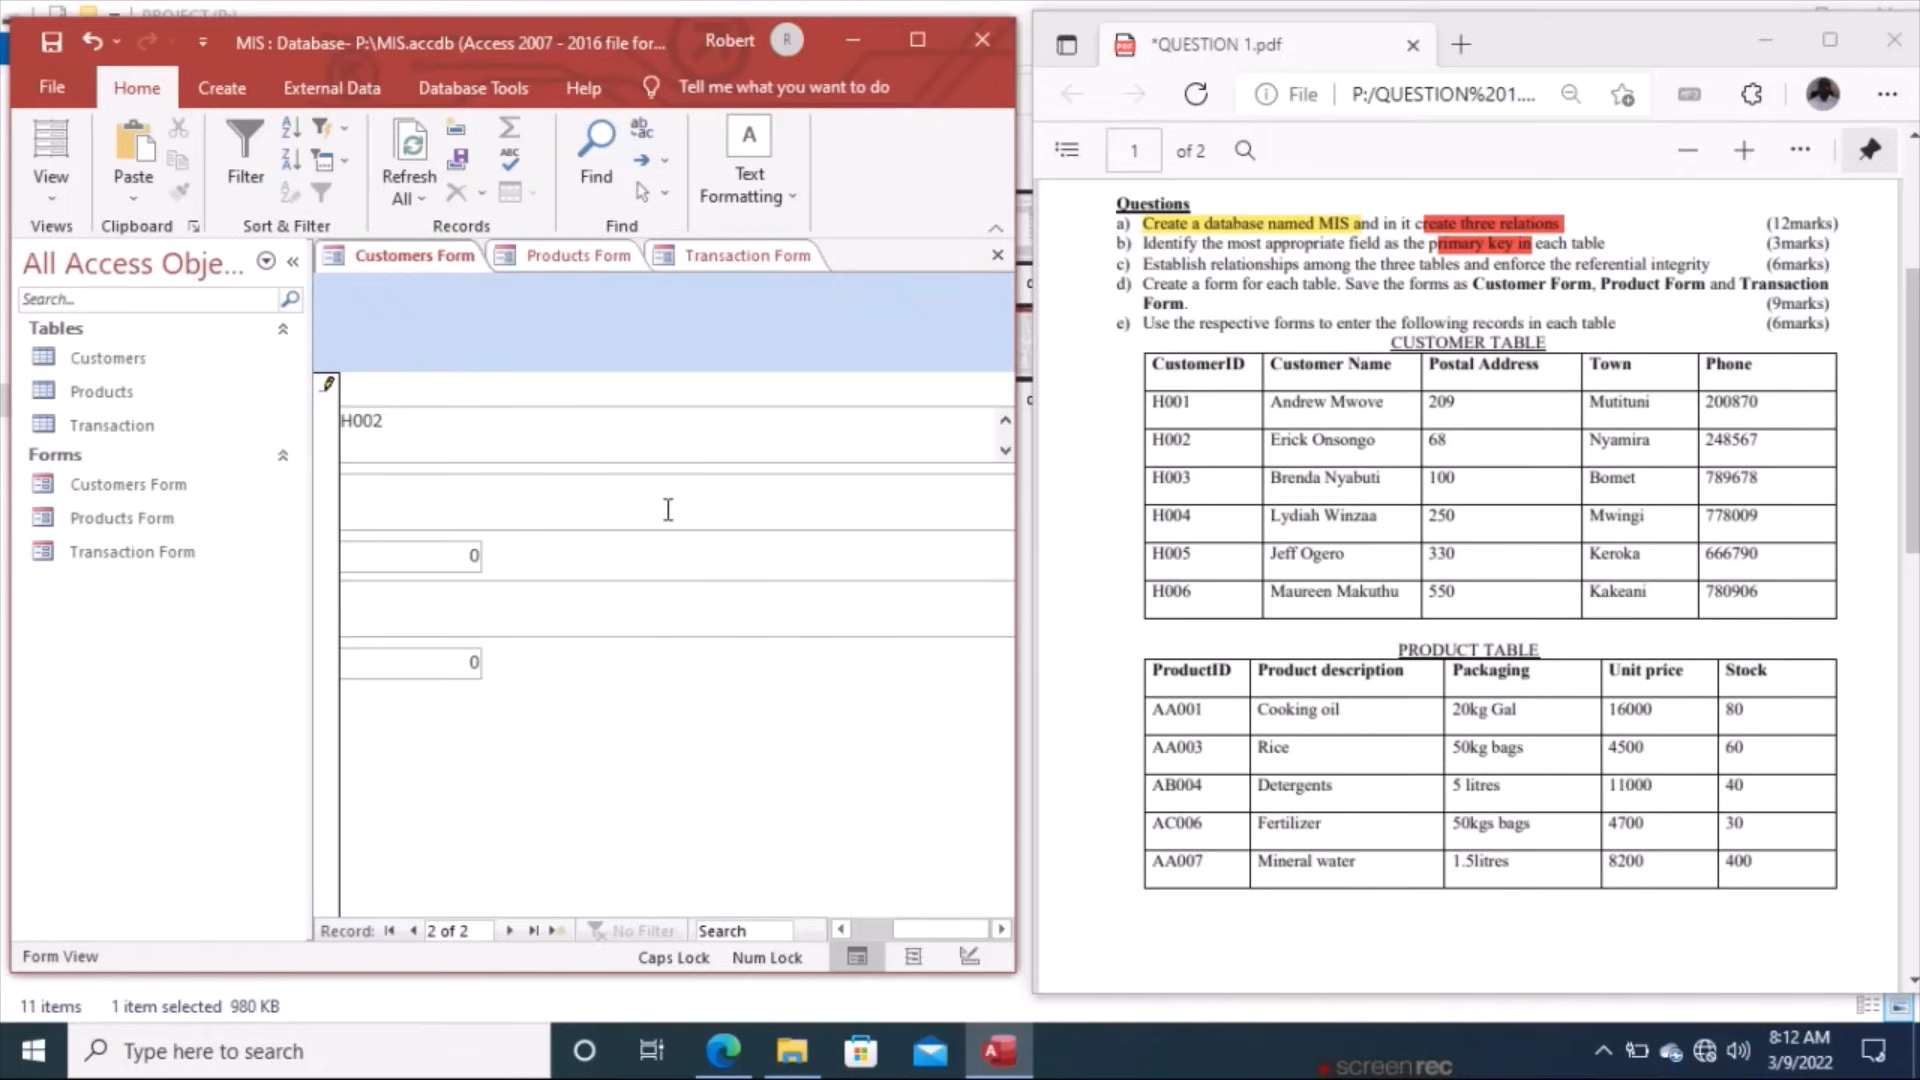 PROJECT (P:)
MIS : Database- P:\MIS.accdb (Access 2007 - 2016 file for...
Robert
R
File
Home
Create
External Data
Database Tools
Help
Tell me what you want to do
View
Paste
Filter
Refresh
All
Find
Text
Formatting
Views
Clipboard
Sort & Filter
Records
Find
All Access Obje...
Search...
Tables
Customers
Products
Transaction
Forms
Customers Form
Products Form
Transaction Form
Customers Form
Products Form
Transaction Form
H002
0
0
Record:
2 of 2
No Filter
Search
Form View
Caps Lock
Num Lock
11 items
1 item selected 980 KB
*QUESTION 1.pdf
File
P:/QUESTION%201....
1
of 2
Questions
a) Create a database named MIS and in it create three relations (12marks)
b) Identify the most appropriate field as the primary key in each table (3marks)
c) Establish relationships among the three tables and enforce the referential integrity (6marks)
d) Create a form for each table. Save the forms as Customer Form, Product Form and Transaction
Form. (9marks)
e) Use the respective forms to enter the following records in each table (6marks)
CUSTOMER TABLE
CustomerID Customer Name Postal Address Town Phone
H001 Andrew Mwove 209 Mutituni 200870
H002 Erick Onsongo 68 Nyamira 248567
H003 Brenda Nyabuti 100 Bomet 789678
H004 Lydiah Winzaa 250 Mwingi 778009
H005 Jeff Ogero 330 Keroka 666790
H006 Maureen Makuthu 550 Kakeani 780906
PRODUCT TABLE
ProductID Product description Packaging Unit price Stock
AA001 Cooking oil 20kg Gal 16000 80
AA003 Rice 50kg bags 4500 60
AB004 Detergents 5 litres 11000 40
AC006 Fertilizer 50kgs bags 4700 30
AA007 Mineral water 1.5litres 8200 400
Type here to search
screenrec
8:12 AM
3/9/2022